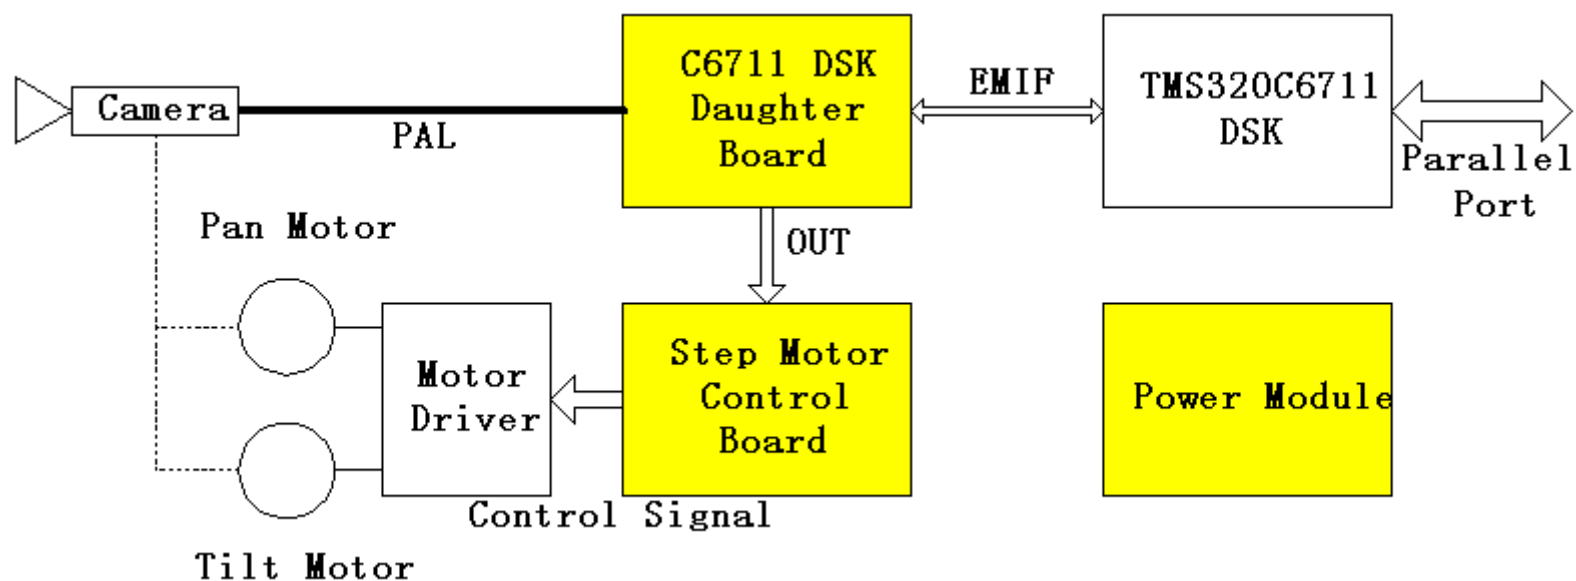 C6711 DSK
Daughter
Board
EMIF
TMS320C6711
DSK
Camera
PAL
Parallel
Port
Pan Motor
OUT
Motor
Driver
Step Motor
Control
Board
Power Module
Control Signal
Tilt Motor